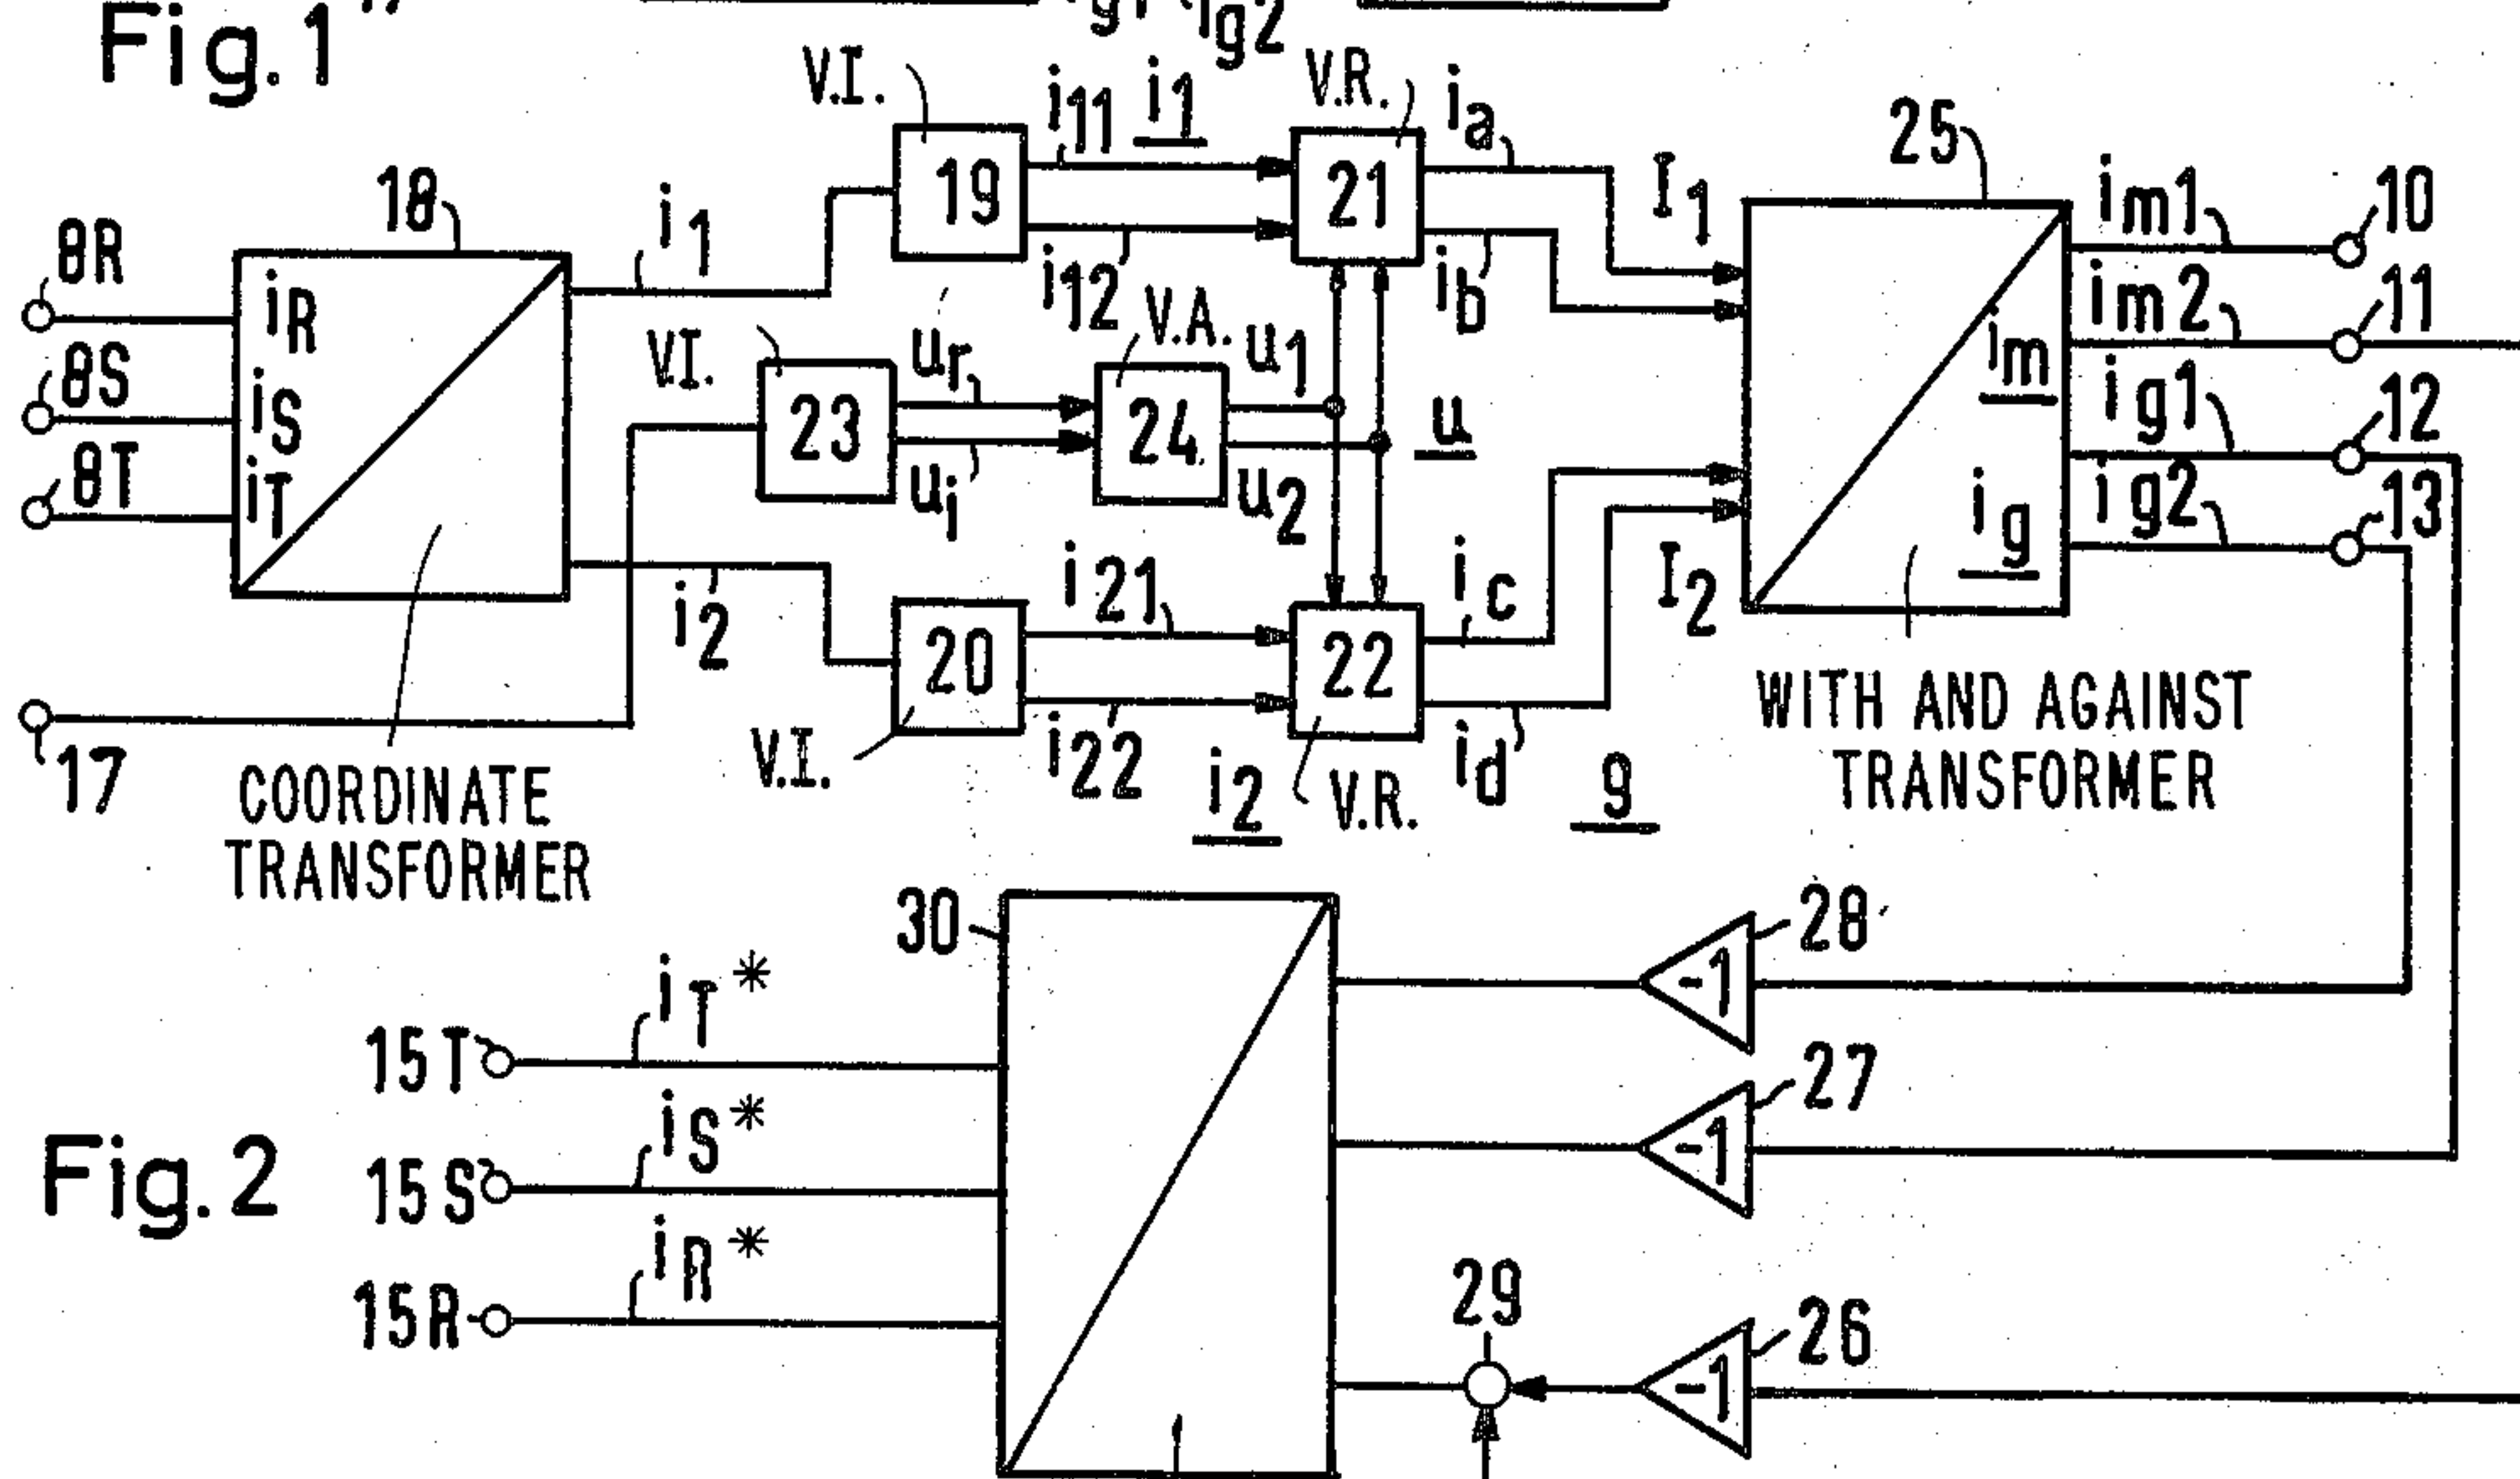 Fig.1
ig2
V.I.
i11 i1
V.R.
ia
I1
25
im1
10
18
8R
iR
i1
19
21
i12
ib
im2
11
8S
iS
V.I.
ur
V.A.
u1
im
ig1
12
23
24
u
8T
iT
ui
u2
ig
ig2
13
i2
i21
ic
I2
20
22
WITH AND AGAINST
TRANSFORMER
17
COORDINATE
TRANSFORMER
V.I.
i22
i2
V.R.
id
9
30
28
-1
iT*
15T
27
-1
iS*
Fig.2
15S
iR*
15R
29
26
-1